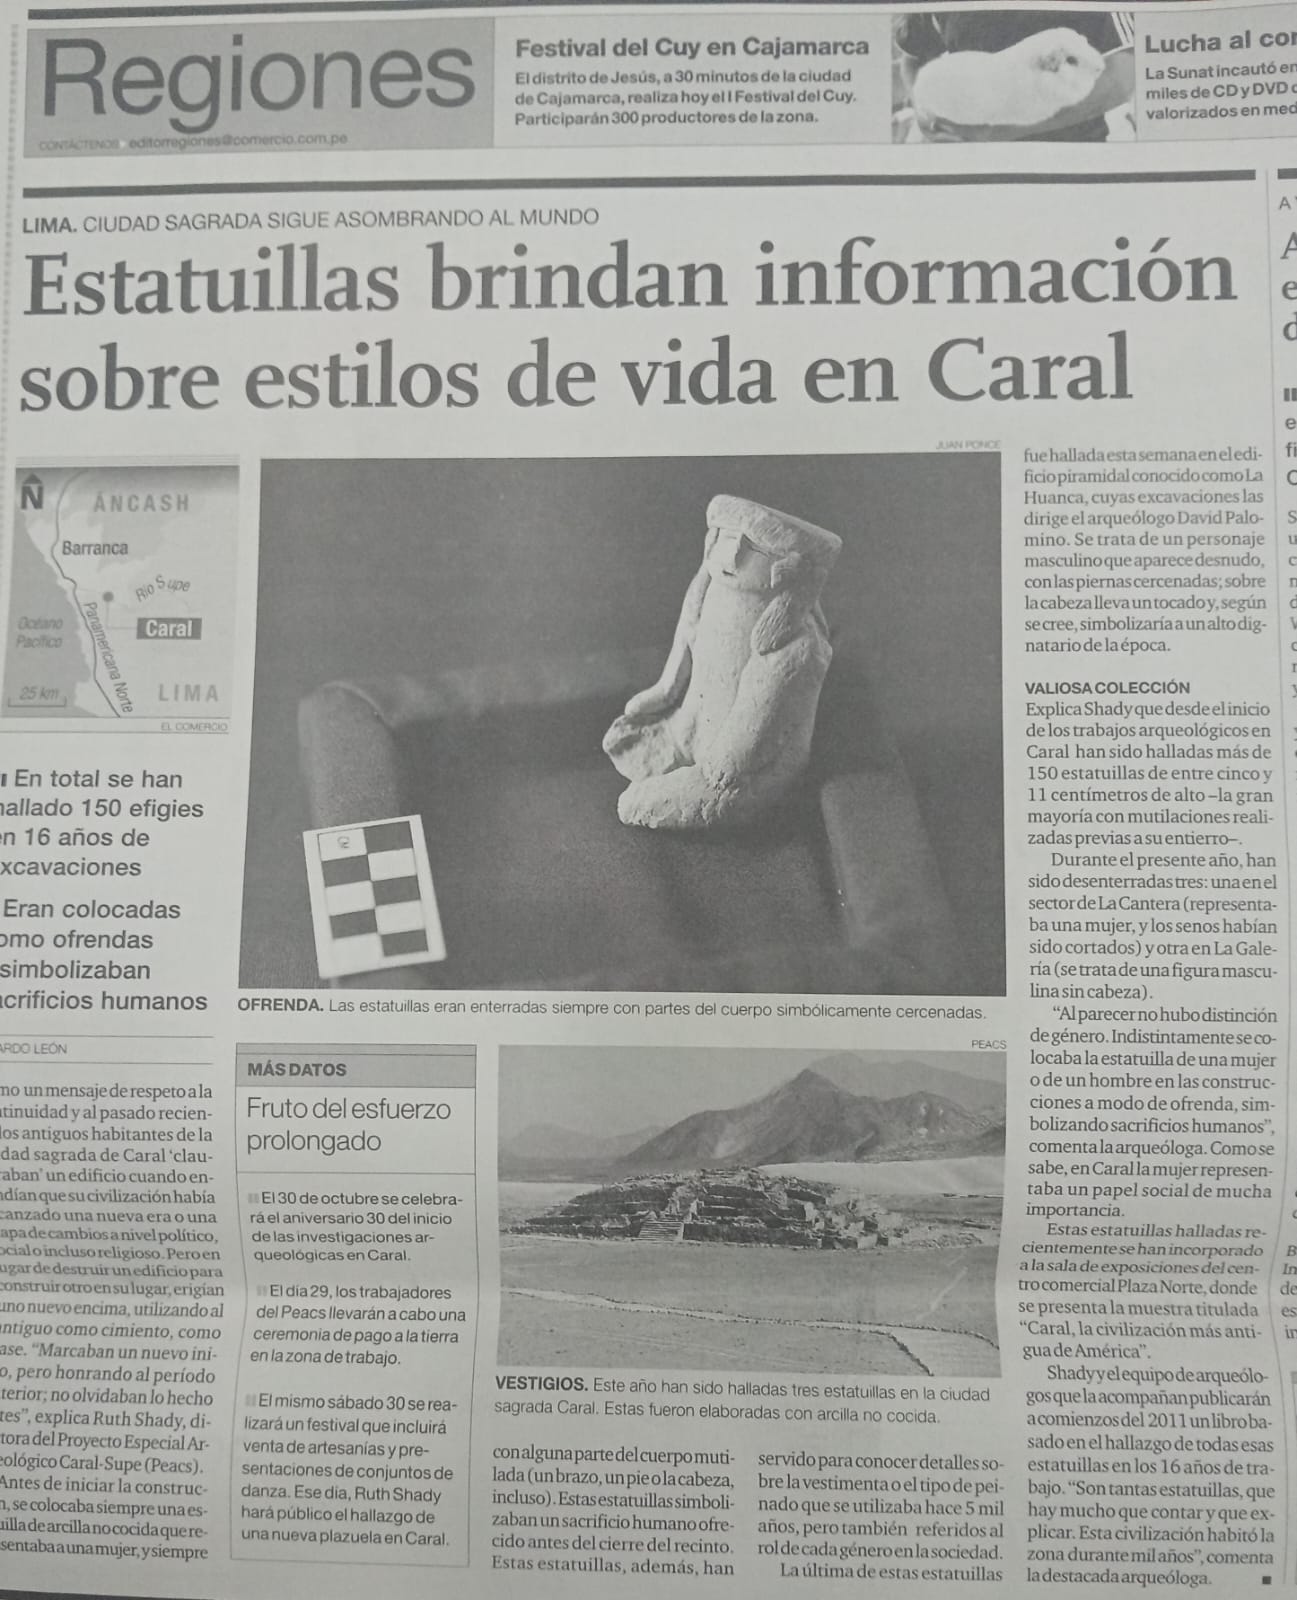 Regiones
CONTÁCTENOS editorregiones@comercio.com.pe
Festival del Cuy en Cajamarca
El distrito de Jesús, a 30 minutos de la ciudad
de Cajamarca, realiza hoy el I Festival del Cuy.
Participarán 300 productores de la zona.
Lucha al
La Sunat incautó
miles de CD y DVD
valorizados en
LIMA. CIUDAD SAGRADA SIGUE ASOMBRANDO AL MUNDO
Estatuillas brindan información
sobre estilos de vida en Caral
Ñ
ÁNCASH
Barranca
Río Supe
Océano
Pacífico
Caral
Panamericana Norte
25 km
LIMA
EL COMERCIO
JUAN PONCE
En total se han
hallado 150 efigies
en 16 años de
excavaciones
Eran colocadas
como ofrendas
simbolizaban
sacrificios humanos
OFRENDA. Las estatuillas eran enterradas siempre con partes del cuerpo simbólicamente cercenadas.
ARDO LEÓN
mo un mensaje de respeto a la
tinuidad y al pasado recien-
los antiguos habitantes de la
dad sagrada de Caral ‘clau-
raban’ un edificio cuando en-
ndían que su civilización había
canzado una nueva era o una
apa de cambios a nivel político,
ocial o incluso religioso. Pero en
ugar de destruir un edificio para
construir otro en su lugar, erigían
uno nuevo encima, utilizando al
antiguo como cimiento, como
ase. “Marcaban un nuevo ini-
o, pero honrando al período
terior; no olvidaban lo hecho
tes”, explica Ruth Shady, di-
tora del Proyecto Especial Ar-
eológico Caral-Supe (Peacs).
Antes de iniciar la construc-
n, se colocaba siempre una es-
uilla de arcilla no cocida que re-
sentaba a una mujer, y siempre
MÁS DATOS
Fruto del esfuerzo
prolongado
El 30 de octubre se celebra-
rá el aniversario 30 del inicio
de las investigaciones ar-
queológicas en Caral.
El día 29, los trabajadores
del Peacs llevarán a cabo una
ceremonia de pago a la tierra
en la zona de trabajo.
El mismo sábado 30 se rea-
lizará un festival que incluirá
venta de artesanías y pre-
sentaciones de conjuntos de
danza. Ese día, Ruth Shady
hará público el hallazgo de
una nueva plazuela en Caral.
PEACS
VESTIGIOS. Este año han sido halladas tres estatuillas en la ciudad
sagrada Caral. Estas fueron elaboradas con arcilla no cocida.
con alguna parte del cuerpo muti-
lada (un brazo, un pie o la cabeza,
incluso). Estas estatuillas simboli-
zaban un sacrificio humano ofre-
cido antes del cierre del recinto.
Estas estatuillas, además, han
servido para conocer detalles so-
bre la vestimenta o el tipo de pei-
nado que se utilizaba hace 5 mil
años, pero también referidos al
rol de cada género en la sociedad.
La última de estas estatuillas
fue hallada esta semana en el edi-
ficio piramidal conocido como La
Huanca, cuyas excavaciones las
dirige el arqueólogo David Palo-
mino. Se trata de un personaje
masculino que aparece desnudo,
con las piernas cercenadas; sobre
la cabeza lleva un tocado y, según
se cree, simbolizaría a un alto dig-
natario de la época.
VALIOSA COLECCIÓN
Explica Shady que desde el inicio
de los trabajos arqueológicos en
Caral han sido halladas más de
150 estatuillas de entre cinco y
11 centímetros de alto –la gran
mayoría con mutilaciones reali-
zadas previas a su entierro–.
Durante el presente año, han
sido desenterradas tres: una en el
sector de La Cantera (representa-
ba una mujer, y los senos habían
sido cortados) y otra en La Gale-
ría (se trata de una figura mascu-
lina sin cabeza).
“Al parecer no hubo distinción
de género. Indistintamente se co-
locaba la estatuilla de una mujer
o de un hombre en las construc-
ciones a modo de ofrenda, sim-
bolizando sacrificios humanos”,
comenta la arqueóloga. Como se
sabe, en Caral la mujer represen-
taba un papel social de mucha
importancia.
Estas estatuillas halladas re-
cientemente se han incorporado
a la sala de exposiciones del cen-
tro comercial Plaza Norte, donde
se presenta la muestra titulada
“Caral, la civilización más anti-
gua de América”.
Shady y el equipo de arqueólo-
gos que la acompañan publicarán
a comienzos del 2011 un libro ba-
sado en el hallazgo de todas esas
estatuillas en los 16 años de tra-
bajo. “Son tantas estatuillas, que
hay mucho que contar y que ex-
plicar. Esta civilización habitó la
zona durante mil años”, comenta
la destacada arqueóloga.